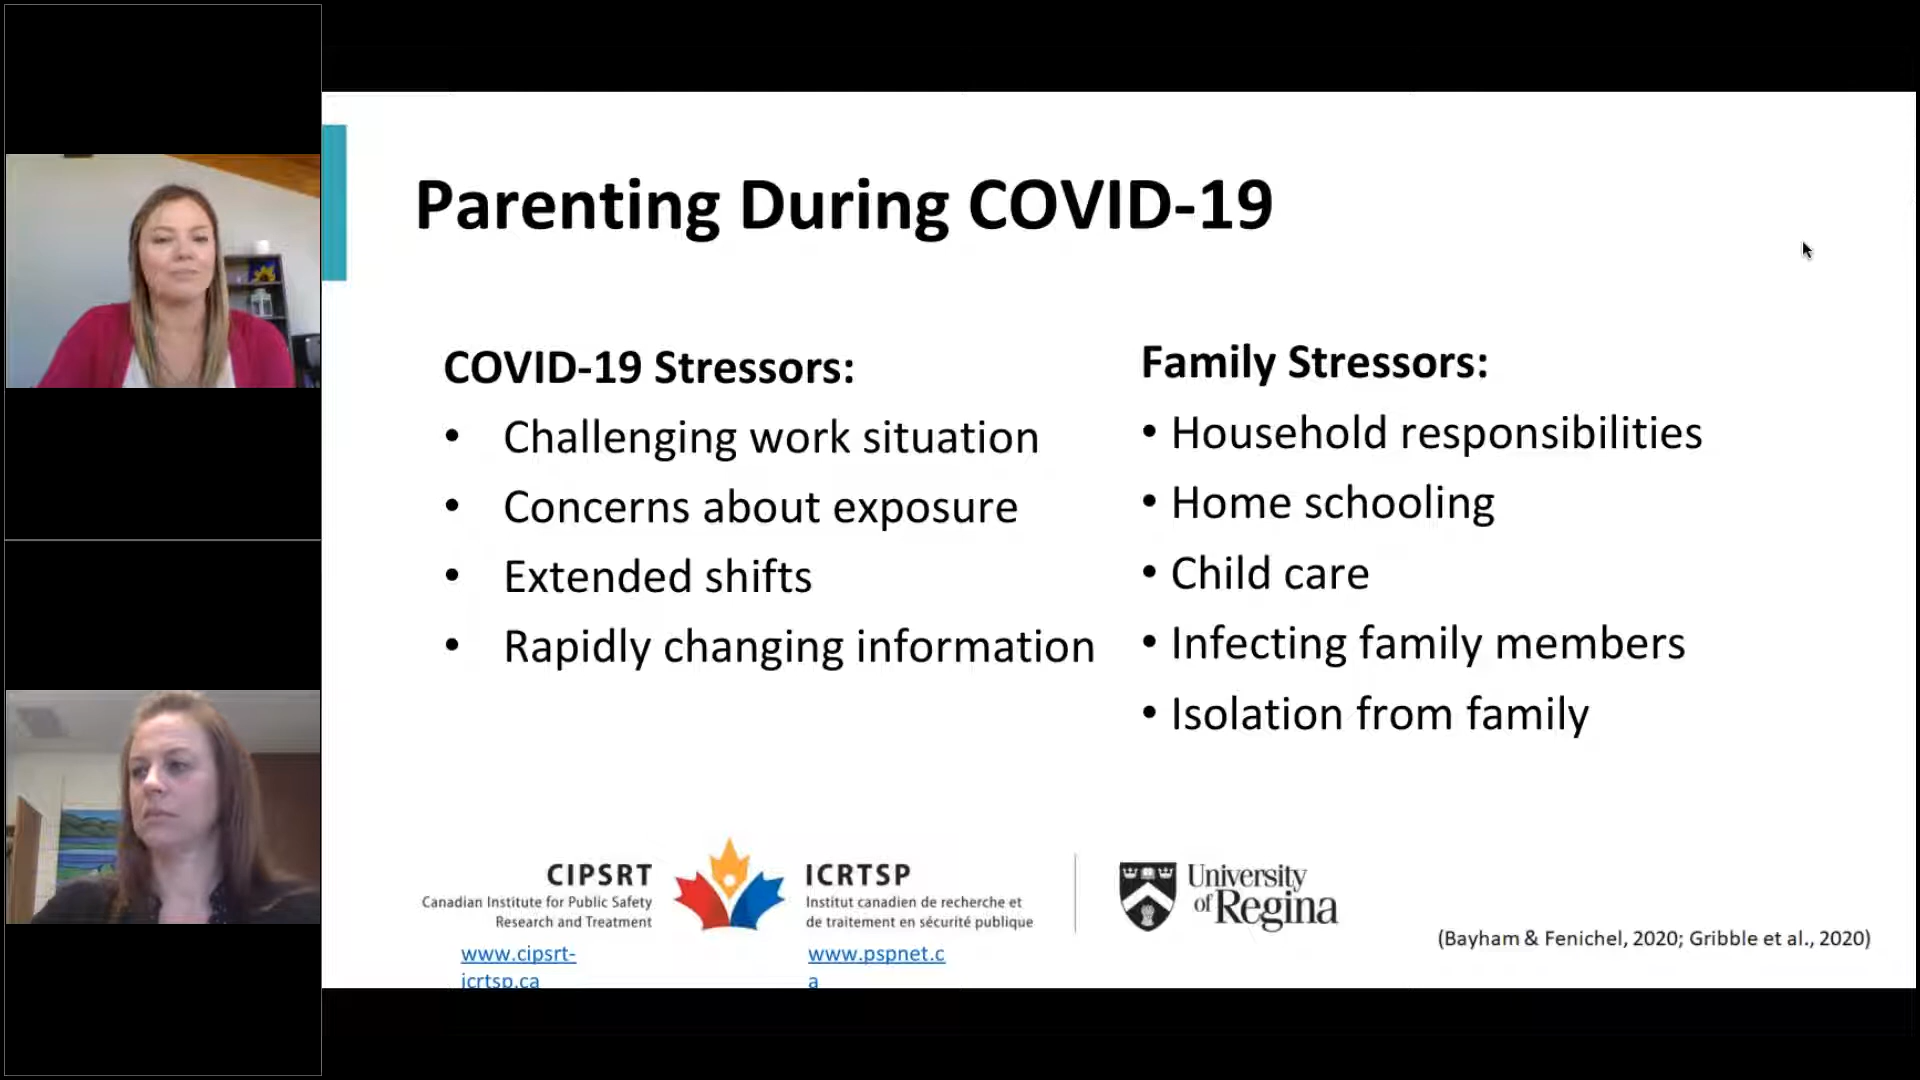 Parenting During COVID-19
COVID-19 Stressors:
• Challenging work situation
• Concerns about exposure
• Extended shifts
• Rapidly changing information
Family Stressors:
• Household responsibilities
• Home schooling
• Child care
• Infecting family members
• Isolation from family
CIPSRT
Canadian Institute for Public Safety
Research and Treatment
www.cipsrt-
icrtsp.ca
ICRTSP
Institut canadien de recherche et
de traitement en sécurité publique
www.pspnet.c
a
University
of Regina
(Bayham & Fenichel, 2020; Gribble et al., 2020)